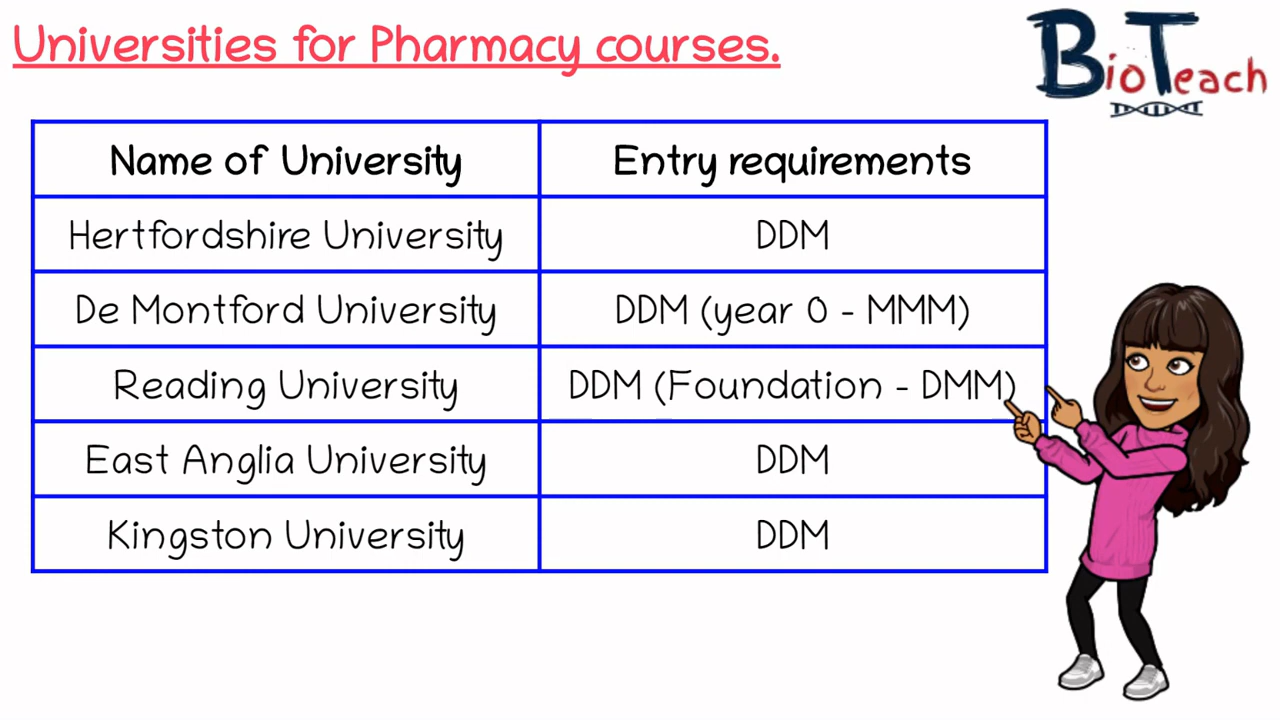 Universities for Pharmacy courses.
BioTeach
Name of University Entry requirements
Hertfordshire University DDM
De Montford University DDM (year 0 - MMM)
Reading University DDM (Foundation - DMM)
East Anglia University DDM
Kingston University DDM